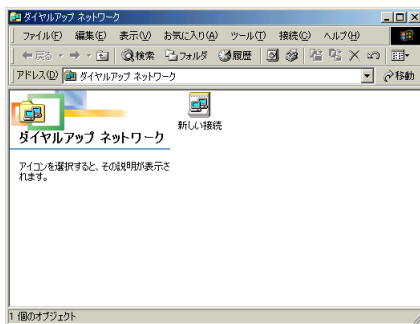 ダイヤルアップ ネットワーク
ファイル(F) 編集(E) 表示(V) お気に入り(A) ツール(T) 接続(C) ヘルプ(H)
戻る 検索 フォルダ 履歴
アドレス(D) ダイヤルアップ ネットワーク 移動
ダイヤルアップ ネットワーク
アイコンを選択すると、その説明が表示さ
れます。
新しい接続
1 個のオブジェクト